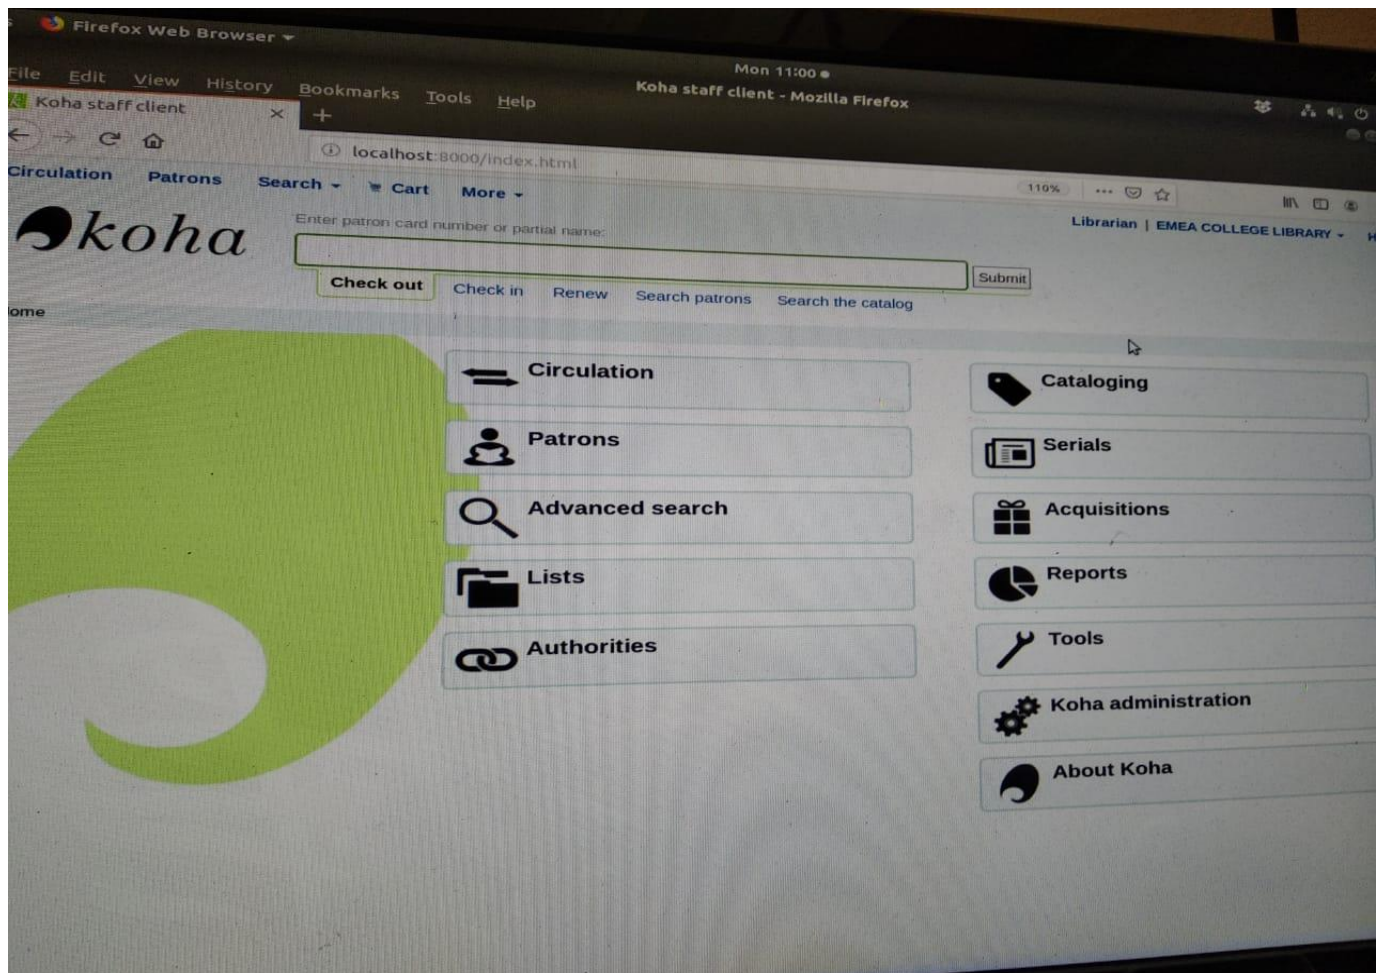 Firefox Web Browser
Mon 11:00
Koha staff client - Mozilla Firefox
File Edit View History Bookmarks Tools Help
Koha staff client
localhost:8000/index.html
110%
Circulation Patrons Search Cart More
Librarian | EMEA COLLEGE LIBRARY
koha
Enter patron card number or partial name:
Submit
Check out Check in Renew Search patrons Search the catalog
ome
Circulation
Cataloging
Patrons
Serials
Advanced search
Acquisitions
Lists
Reports
Authorities
Tools
Koha administration
About Koha